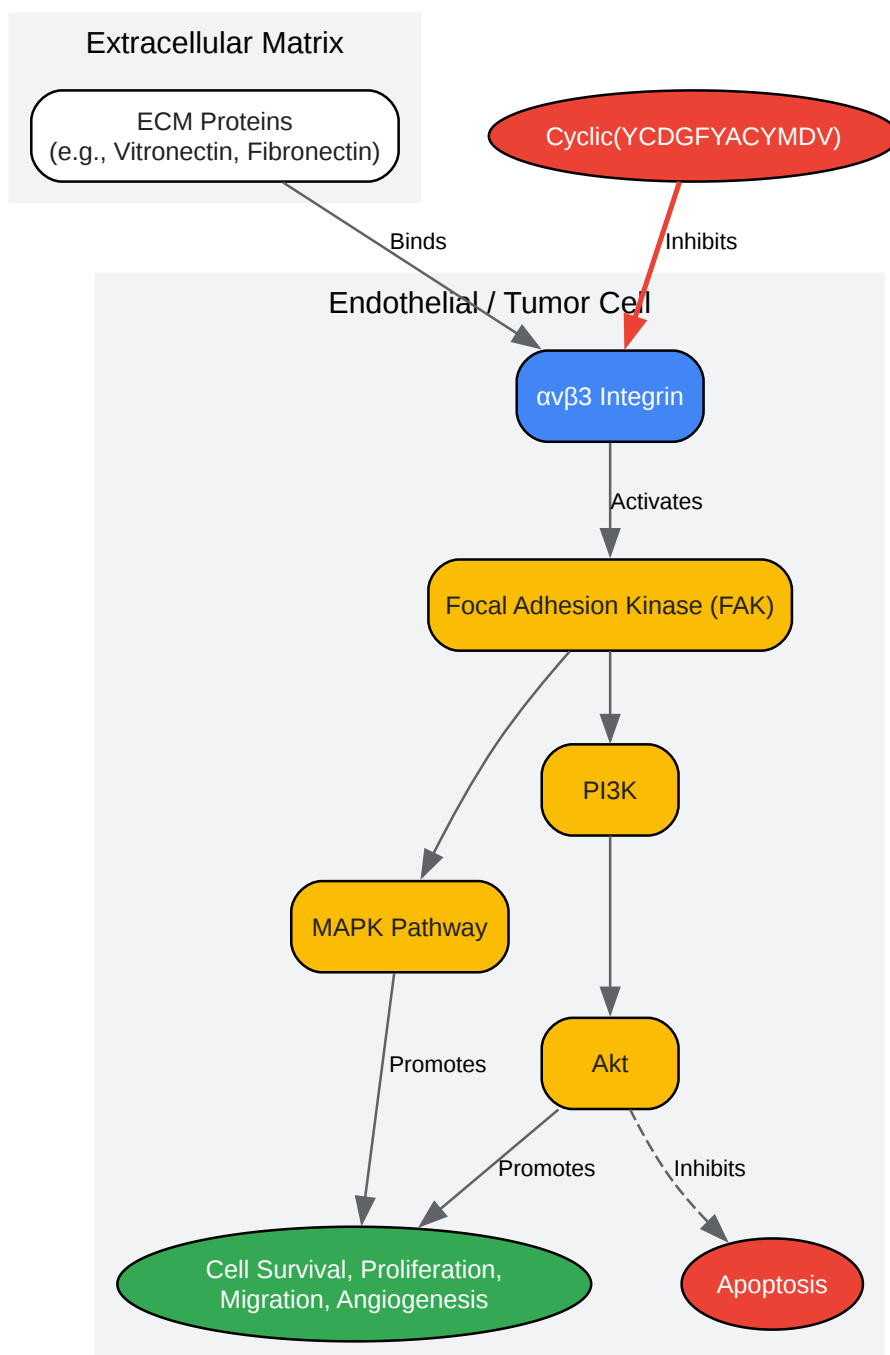 Extracellular Matrix
ECM Proteins
(e.g., Vitronectin, Fibronectin)
Cyclic(YCDGFYACYMDV)
Binds
Inhibits
Endothelial / Tumor Cell
αvβ3 Integrin
Activates
Focal Adhesion Kinase (FAK)
PI3K
MAPK Pathway
Akt
Promotes
Promotes
Inhibits
Cell Survival, Proliferation,
Migration, Angiogenesis
Apoptosis